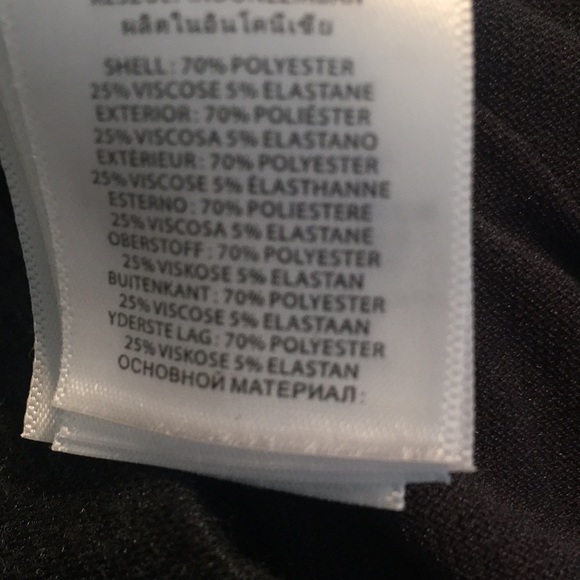 ผลิตในอินโดนีเซีย
SHELL: 70% POLYESTER
25% VISCOSE 5% ELASTANE
EXTERIOR: 70% POLIÉSTER
25% VISCOSA 5% ELASTANO
EXTÉRIEUR: 70% POLYESTER
25% VISCOSE 5% ÉLASTHANNE
ESTERNO: 70% POLIESTERE
25% VISCOSA 5% ELASTANE
OBERSTOFF: 70% POLYESTER
25% VISKOSE 5% ELASTAN
BUITENKANT: 70% POLYESTER
25% VISCOSE 5% ELASTAAN
YDERSTE LAG: 70% POLYESTER
25% VISKOSE 5% ELASTAN
ОСНОВНОЙ МАТЕРИАЛ: